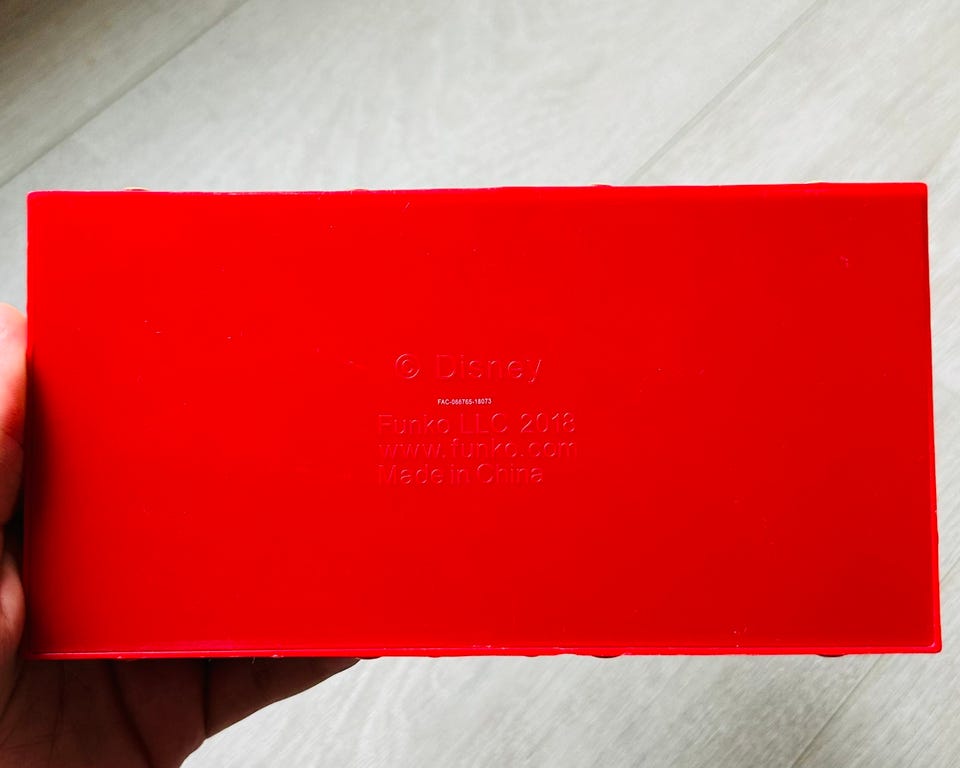 © Disney
FAC-066765-18073
Funko LLC 2018
www.funko.com
Made in China